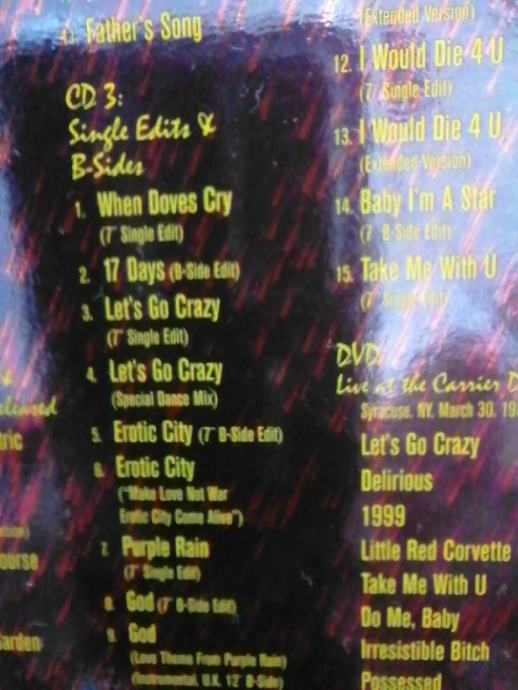 11. Father's Song
CD 3:
Single Edits &
B-Sides
1. When Doves Cry
(7" Single Edit)
2. 17 Days (B-Side Edit)
3. Let's Go Crazy
(7" Single Edit)
4. Let's Go Crazy
(Special Dance Mix)
5. Erotic City (7" B-Side Edit)
6. Erotic City
("Make Love Not War
Erotic City Come Alive")
7. Purple Rain
(7" Single Edit)
8. God (7" B-Side Edit)
9. God
(Love Theme From Purple Rain)
(Instrumental, U.K. 12" B-Side)
(Extended Version)
12. I Would Die 4 U
(7" Single Edit)
13. I Would Die 4 U
(Extended Version)
14. Baby I'm A Star
(7" B-Side Edit)
15. Take Me With U
(7" Single Edit)
DVD
Live at the Carrier D
Syracuse, NY, March 30, 19
Let's Go Crazy
Delirious
1999
Little Red Corvette
Take Me With U
Do Me, Baby
Irresistible Bitch
Possessed